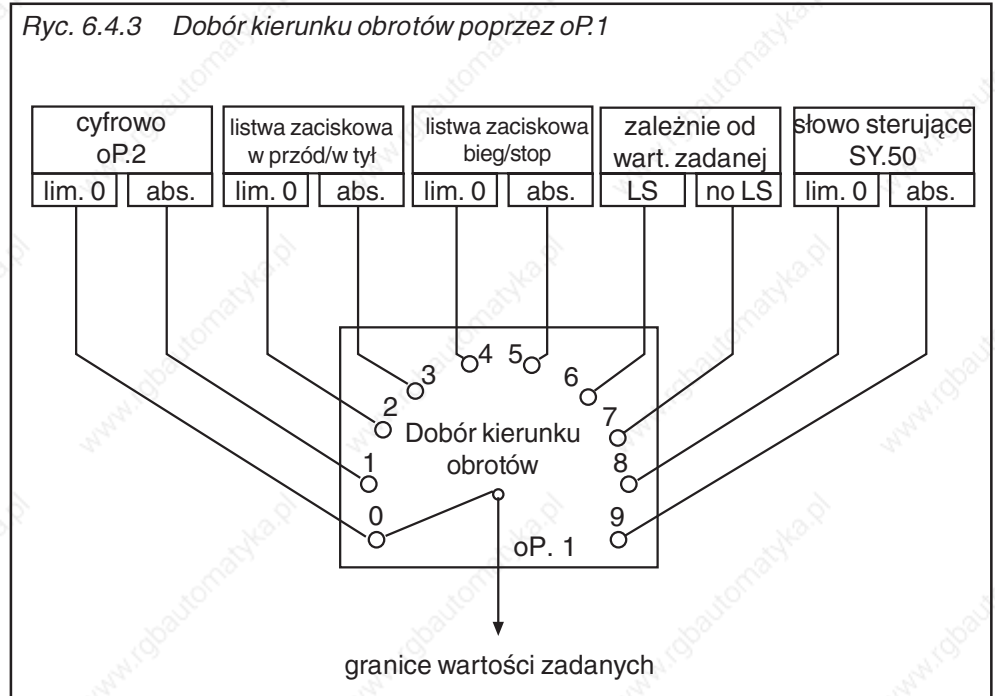 Ryc. 6.4.3 Dobór kierunku obrotów poprzez oP.1
cyfrowo
oP.2
lim. 0 abs.
listwa zaciskowa
w przód/w tył
lim. 0 abs.
listwa zaciskowa
bieg/stop
lim. 0 abs.
zależnie od
wart. zadanej
LS no LS
słowo sterujące
SY.50
lim. 0 abs.
0
1
2
3
4
5
6
7
8
9
Dobór kierunku
obrotów
oP. 1
granice wartości zadanych
www.rgbautomatyka.pl